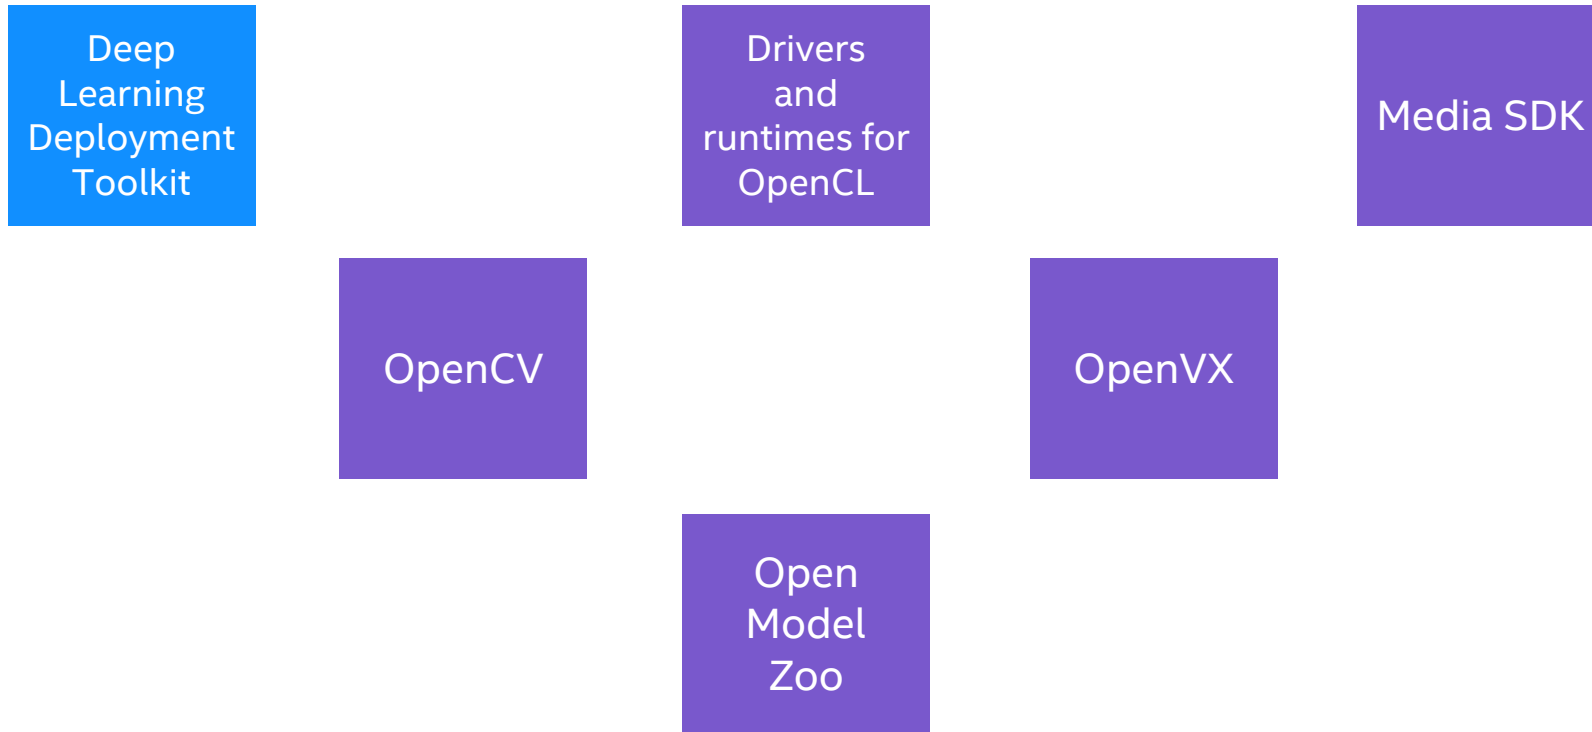 Deep
Learning
Deployment
Toolkit
Drivers
and
runtimes for
OpenCL
Media SDK
OpenCV
OpenVX
Open
Model
Zoo